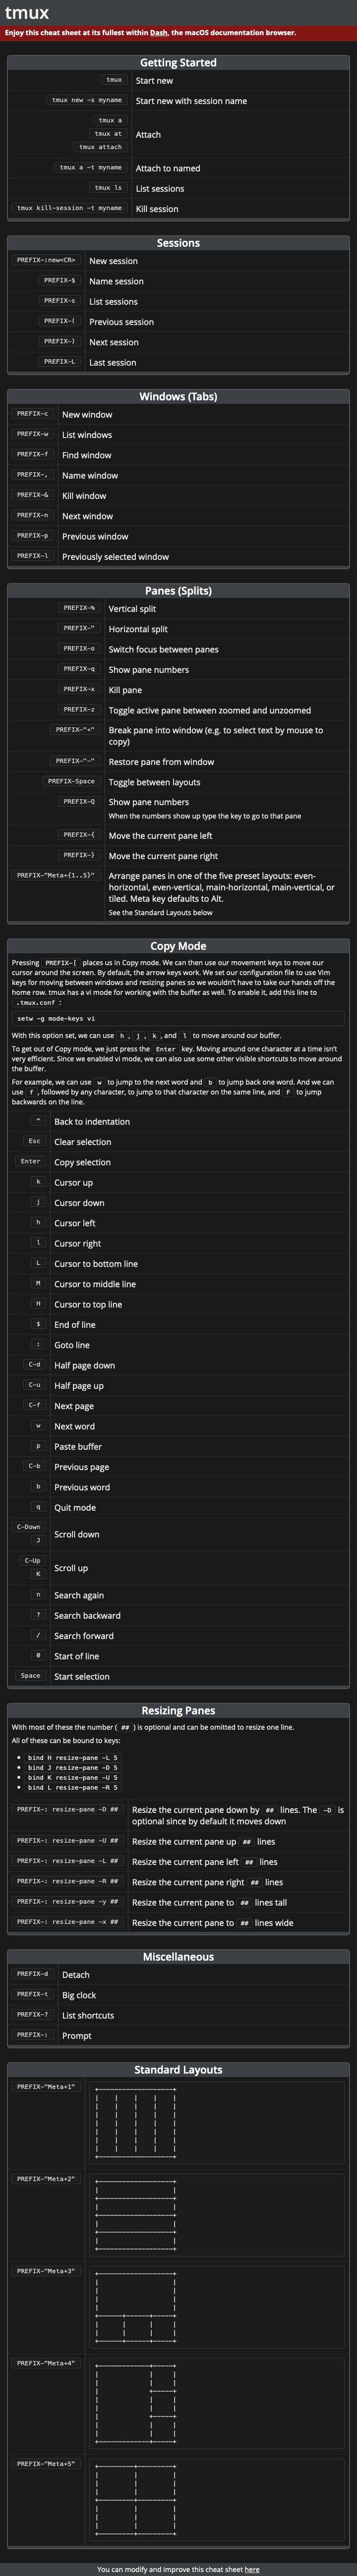 tmux
Enjoy this cheat sheet at its fullest within Dash, the macOS documentation browser.
Getting Started
tmux Start new
tmux new -s myname Start new with session name
tmux a
tmux at Attach
tmux attach
tmux a -t myname Attach to named
tmux ls List sessions
tmux kill-session -t myname Kill session
Sessions
PREFIX-:new<CR> New session
PREFIX-$ Name session
PREFIX-s List sessions
PREFIX-( Previous session
PREFIX-) Next session
PREFIX-L Last session
Windows (Tabs)
PREFIX-c New window
PREFIX-w List windows
PREFIX-f Find window
PREFIX-, Name window
PREFIX-& Kill window
PREFIX-n Next window
PREFIX-p Previous window
PREFIX-l Previously selected window
Panes (Splits)
PREFIX-% Vertical split
PREFIX-" Horizontal split
PREFIX-o Switch focus between panes
PREFIX-q Show pane numbers
PREFIX-x Kill pane
PREFIX-z Toggle active pane between zoomed and unzoomed
PREFIX-"+" Break pane into window (e.g. to select text by mouse to
copy)
PREFIX-"-" Restore pane from window
PREFIX-Space Toggle between layouts
PREFIX-Q Show pane numbers
When the numbers show up type the key to go to that pane
PREFIX-{ Move the current pane left
PREFIX-} Move the current pane right
PREFIX-"Meta+{1..5}" Arrange panes in one of the five preset layouts: even-
horizontal, even-vertical, main-horizontal, main-vertical, or
tiled. Meta key defaults to Alt.
See the Standard Layouts below
Copy Mode
Pressing PREFIX-[ places us in Copy mode. We can then use our movement keys to move our
cursor around the screen. By default, the arrow keys work. We set our configuration file to use Vim
keys for moving between windows and resizing panes so we wouldn't have to take our hands off the
home row. tmux has a vi mode for working with the buffer as well. To enable it, add this line to
.tmux.conf :
setw -g mode-keys vi
With this option set, we can use h , j , k , and l to move around our buffer.
To get out of Copy mode, we just press the Enter key. Moving around one character at a time isn't
very efficient. Since we enabled vi mode, we can also use some other visible shortcuts to move around
the buffer.
For example, we can use w to jump to the next word and b to jump back one word. And we can
use f , followed by any character, to jump to that character on the same line, and F to jump
backwards on the line.
^ Back to indentation
Esc Clear selection
Enter Copy selection
k Cursor up
j Cursor down
h Cursor left
l Cursor right
L Cursor to bottom line
M Cursor to middle line
H Cursor to top line
$ End of line
: Goto line
C-d Half page down
C-u Half page up
C-f Next page
w Next word
p Paste buffer
C-b Previous page
b Previous word
q Quit mode
C-Down
J Scroll down
C-Up
K Scroll up
n Search again
? Search backward
/ Search forward
0 Start of line
Space Start selection
Resizing Panes
With most of these the number ( ## ) is optional and can be omitted to resize one line.
All of these can be bound to keys:
• bind H resize-pane -L 5
• bind J resize-pane -D 5
• bind K resize-pane -U 5
• bind L resize-pane -R 5
PREFIX-: resize-pane -D ## Resize the current pane down by ## lines. The -D is
optional since by default it moves down
PREFIX-: resize-pane -U ## Resize the current pane up ## lines
PREFIX-: resize-pane -L ## Resize the current pane left ## lines
PREFIX-: resize-pane -R ## Resize the current pane right ## lines
PREFIX-: resize-pane -y ## Resize the current pane to ## lines tall
PREFIX-: resize-pane -x ## Resize the current pane to ## lines wide
Miscellaneous
PREFIX-d Detach
PREFIX-t Big clock
PREFIX-? List shortcuts
PREFIX-: Prompt
Standard Layouts
PREFIX-"Meta+1"
PREFIX-"Meta+2"
PREFIX-"Meta+3"
PREFIX-"Meta+4"
PREFIX-"Meta+5"
You can modify and improve this cheat sheet here